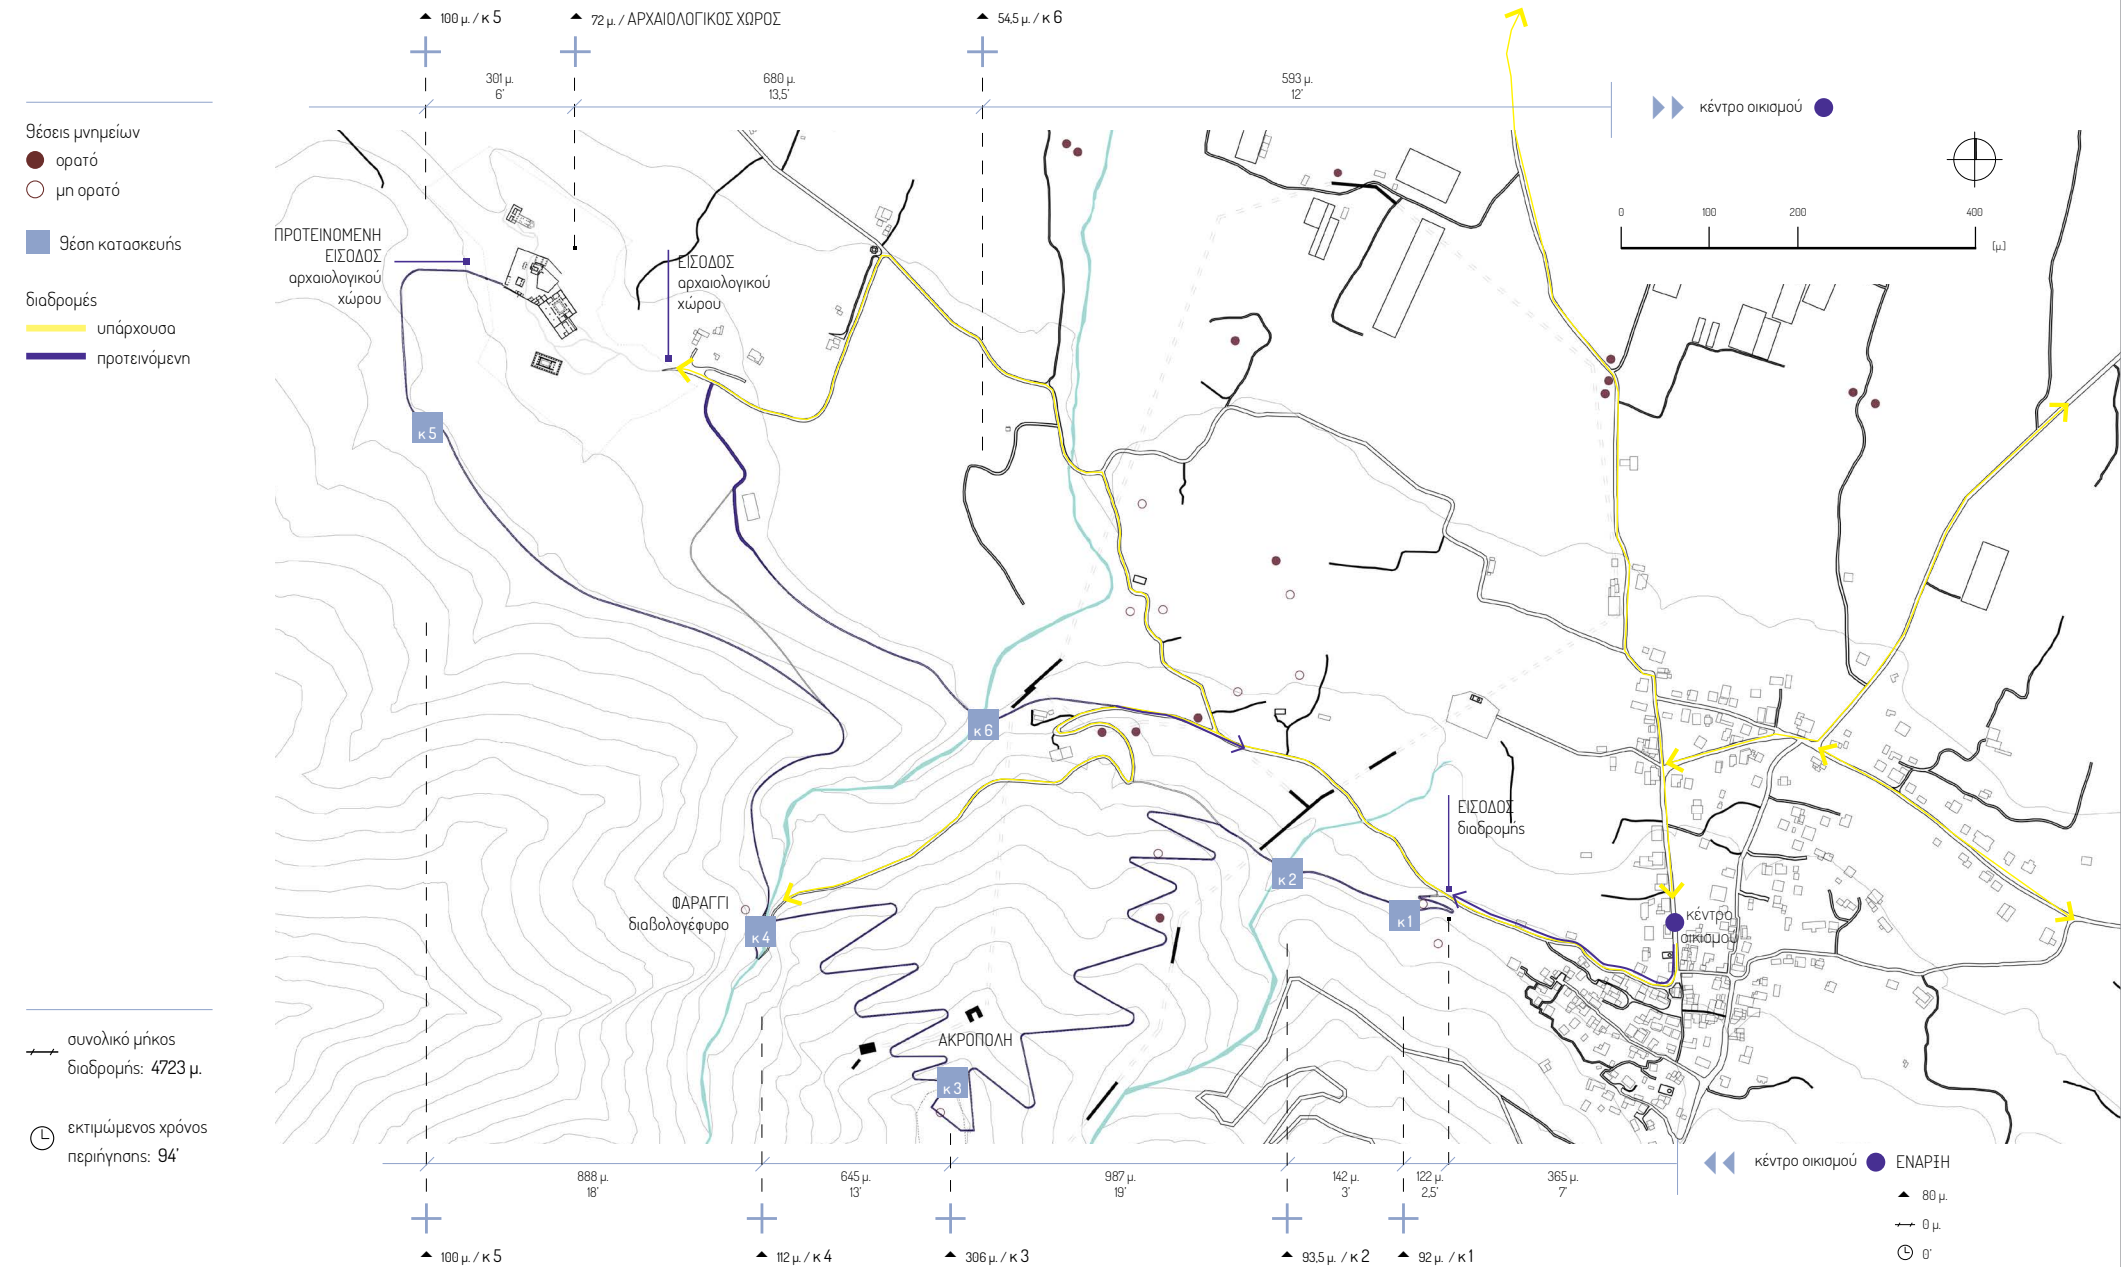 100 μ. / κ 5
72 μ. / ΑΡΧΑΙΟΛΟΓΙΚΟΣ ΧΩΡΟΣ
54,5 μ. / κ 6
301 μ.
6'
680 μ.
13,5'
593 μ.
12'
κέντρο οικισμού
θέσεις μνημείων
ορατό
μη ορατό
θέση κατασκευής
διαδρομές
υπάρχουσα
προτεινόμενη
ΠΡΟΤΕΙΝΟΜΕΝΗ
ΕΙΣΟΔΟΣ
αρχαιολογικού
χώρου
ΕΙΣΟΔΟΣ
αρχαιολογικού
χώρου
0
100
200
400
[μ.]
κ 5
κ 6
ΕΙΣΟΔΟΣ
διαδρομής
κ 2
κ 1
κέντρο
οικισμού
ΦΑΡΑΓΓΙ
διαβολογέφυρο
κ 4
ΑΚΡΟΠΟΛΗ
κ 3
συνολικό μήκος
διαδρομής: 4723 μ.
εκτιμώμενος χρόνος
περιήγησης: 94'
888 μ.
18'
645 μ.
13'
987 μ.
19'
142 μ.
3'
122 μ.
2,5'
365 μ.
7'
κέντρο οικισμού
ΕΝΑΡΞΗ
80 μ.
0 μ.
0'
100 μ. / κ 5
112 μ. / κ 4
306 μ. / κ 3
93,5 μ. / κ 2
92 μ. / κ 1